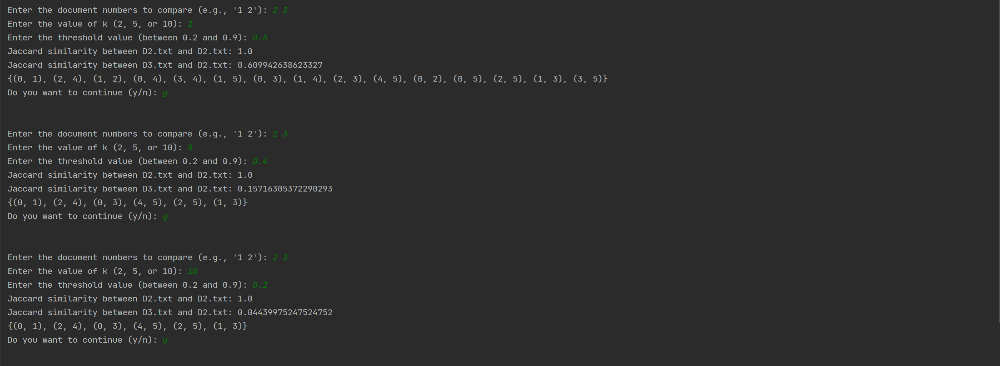 Enter the document numbers to compare (e.g., '1 2'): 2 3
Enter the value of k (2, 5, or 10): 2
Enter the threshold value (between 0.2 and 0.9): 0.5
Jaccard similarity between D2.txt and D2.txt: 1.0
Jaccard similarity between D3.txt and D2.txt: 0.609942638623327
{(0, 1), (2, 4), (1, 2), (0, 4), (3, 4), (1, 5), (0, 3), (1, 4), (2, 3), (4, 5), (0, 2), (0, 5), (2, 5), (1, 3), (3, 5)}
Do you want to continue (y/n): y
Enter the document numbers to compare (e.g., '1 2'): 2 3
Enter the value of k (2, 5, or 10): 5
Enter the threshold value (between 0.2 and 0.9): 0.4
Jaccard similarity between D2.txt and D2.txt: 1.0
Jaccard similarity between D3.txt and D2.txt: 0.15716305372290293
{(0, 1), (2, 4), (0, 3), (4, 5), (2, 5), (1, 3)}
Do you want to continue (y/n): y
Enter the document numbers to compare (e.g., '1 2'): 2 3
Enter the value of k (2, 5, or 10): 10
Enter the threshold value (between 0.2 and 0.9): 0.2
Jaccard similarity between D2.txt and D2.txt: 1.0
Jaccard similarity between D3.txt and D2.txt: 0.04439975247524752
{(0, 1), (2, 4), (0, 3), (4, 5), (2, 5), (1, 3)}
Do you want to continue (y/n): y